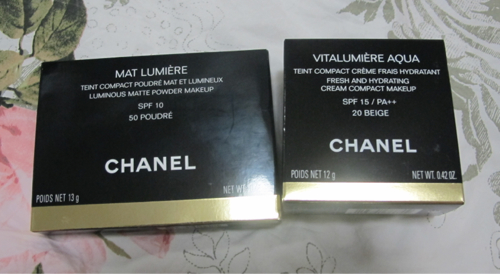 MAT LUMIÈRE
TEINT COMPACT POUDRÉ MAT ET LUMINEUX
LUMINOUS MATTE POWDER MAKEUP
SPF 10
50 POUDRÉ
CHANEL
POIDS NET 13 g
NET WT
VITALUMIÈRE AQUA
TEINT COMPACT CRÈME FRAIS HYDRATANT
FRESH AND HYDRATING
CREAM COMPACT MAKEUP
SPF 15 / PA++
20 BEIGE
CHANEL
POIDS NET 12 g
NET WT. 0.42 OZ.